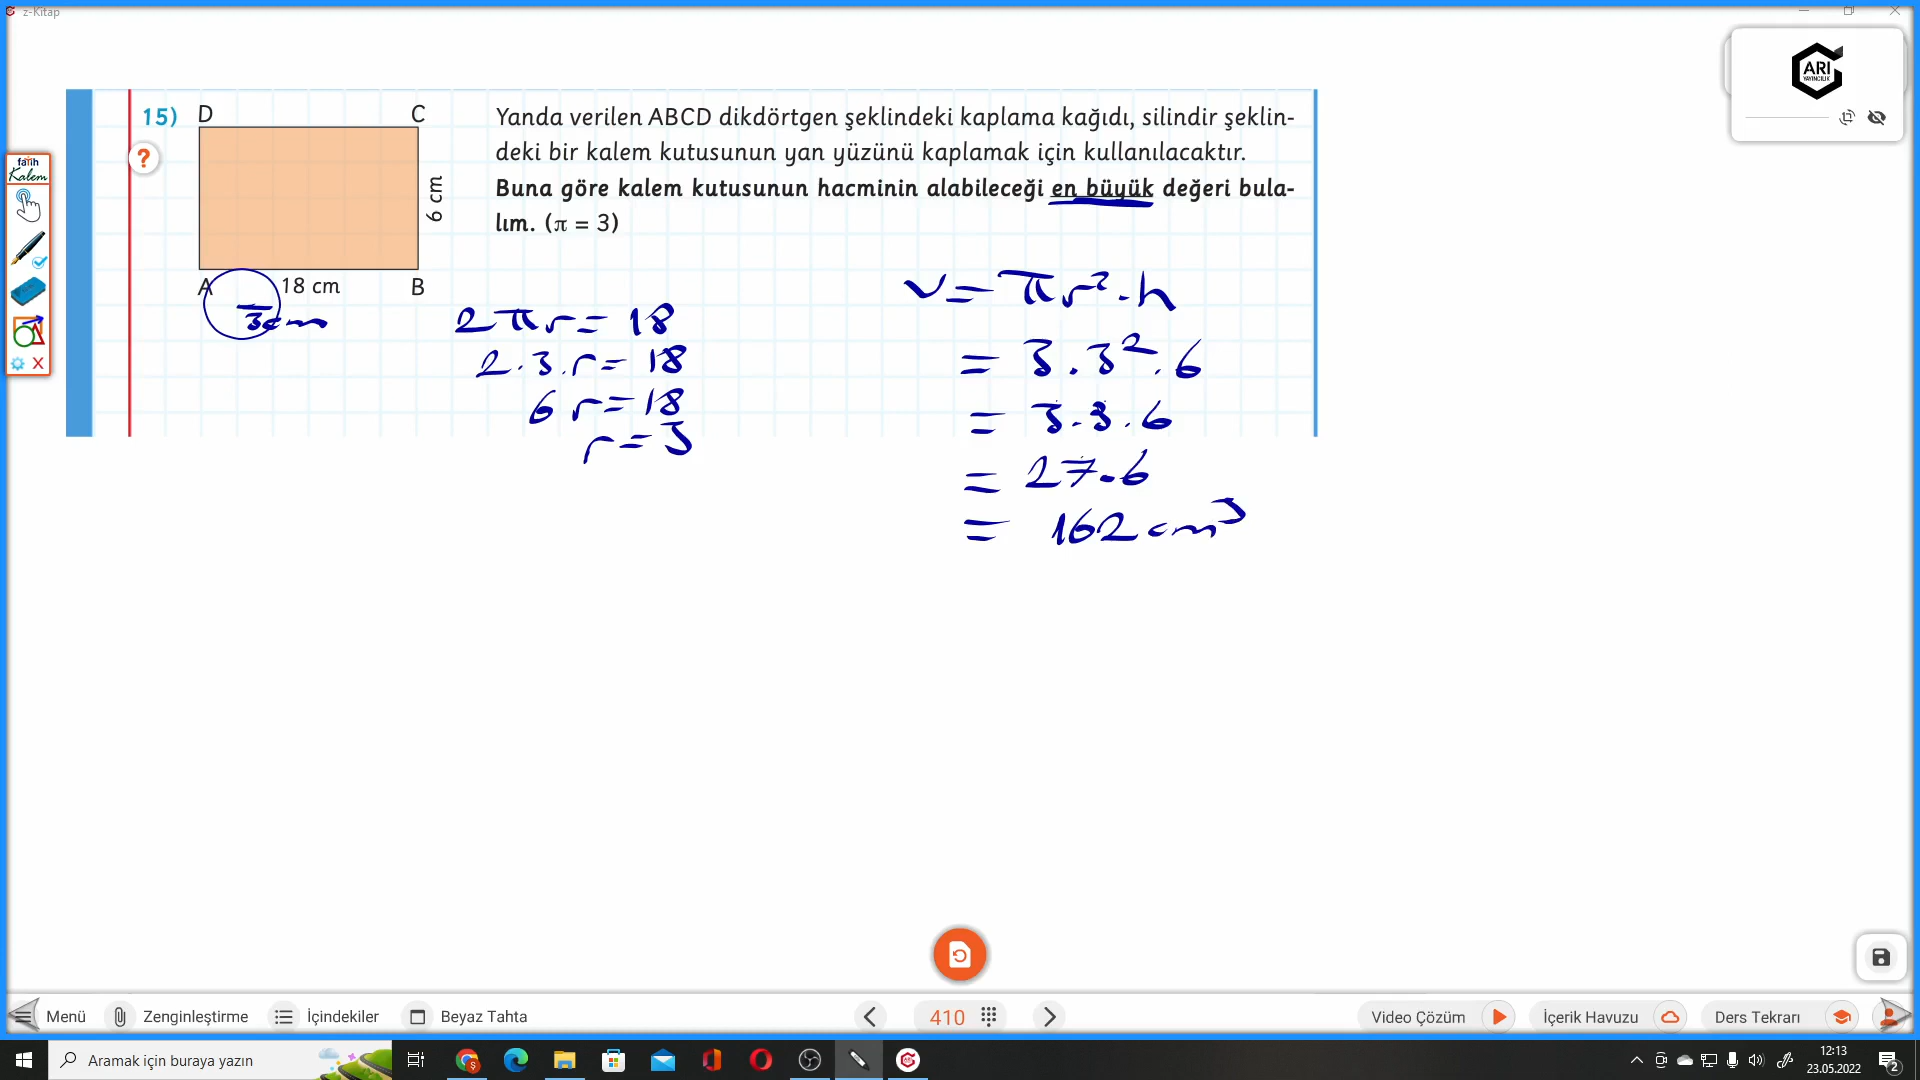 z-Kitap
ARI
YAYINCILIK
fatih
Kalem
X
15)
D
C
A
B
18 cm
6 cm
?
Yanda verilen ABCD dikdörtgen şeklindeki kaplama kağıdı, silindir şeklin-
deki bir kalem kutusunun yan yüzünü kaplamak için kullanılacaktır.
Buna göre kalem kutusunun hacminin alabileceği en büyük değeri bula-
lım. (π = 3)
3cm
2πr = 18
2.3.r = 18
6 r = 18
r = 3
V = πr².h
= 3.3².6
= 3.3.6
= 27.6
= 162 cm³
Menü
Zenginleştirme
İçindekiler
Beyaz Tahta
410
Video Çözüm
İçerik Havuzu
Ders Tekrarı
Aramak için buraya yazın
12:13
23.05.2022
2